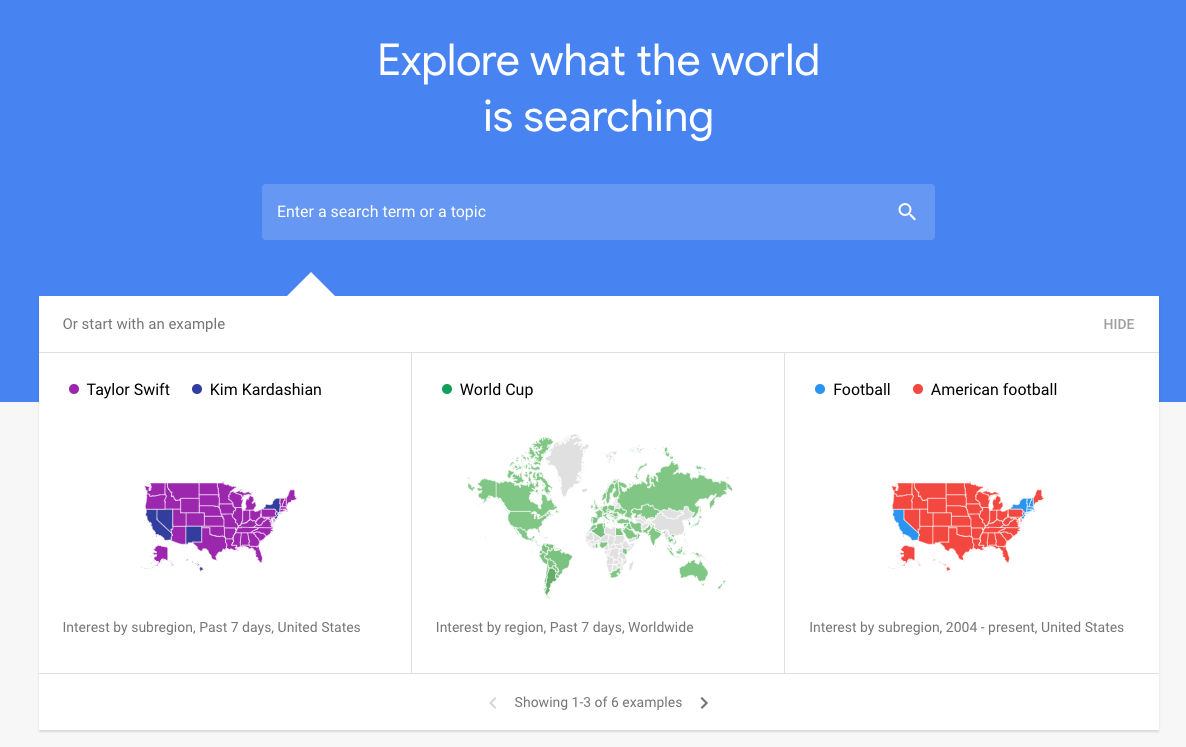 Explore what the world
is searching
Enter a search term or a topic
Or start with an example
HIDE
Taylor Swift
Kim Kardashian
World Cup
Football
American football
Interest by subregion, Past 7 days, United States
Interest by region, Past 7 days, Worldwide
Interest by subregion, 2004 - present, United States
Showing 1-3 of 6 examples